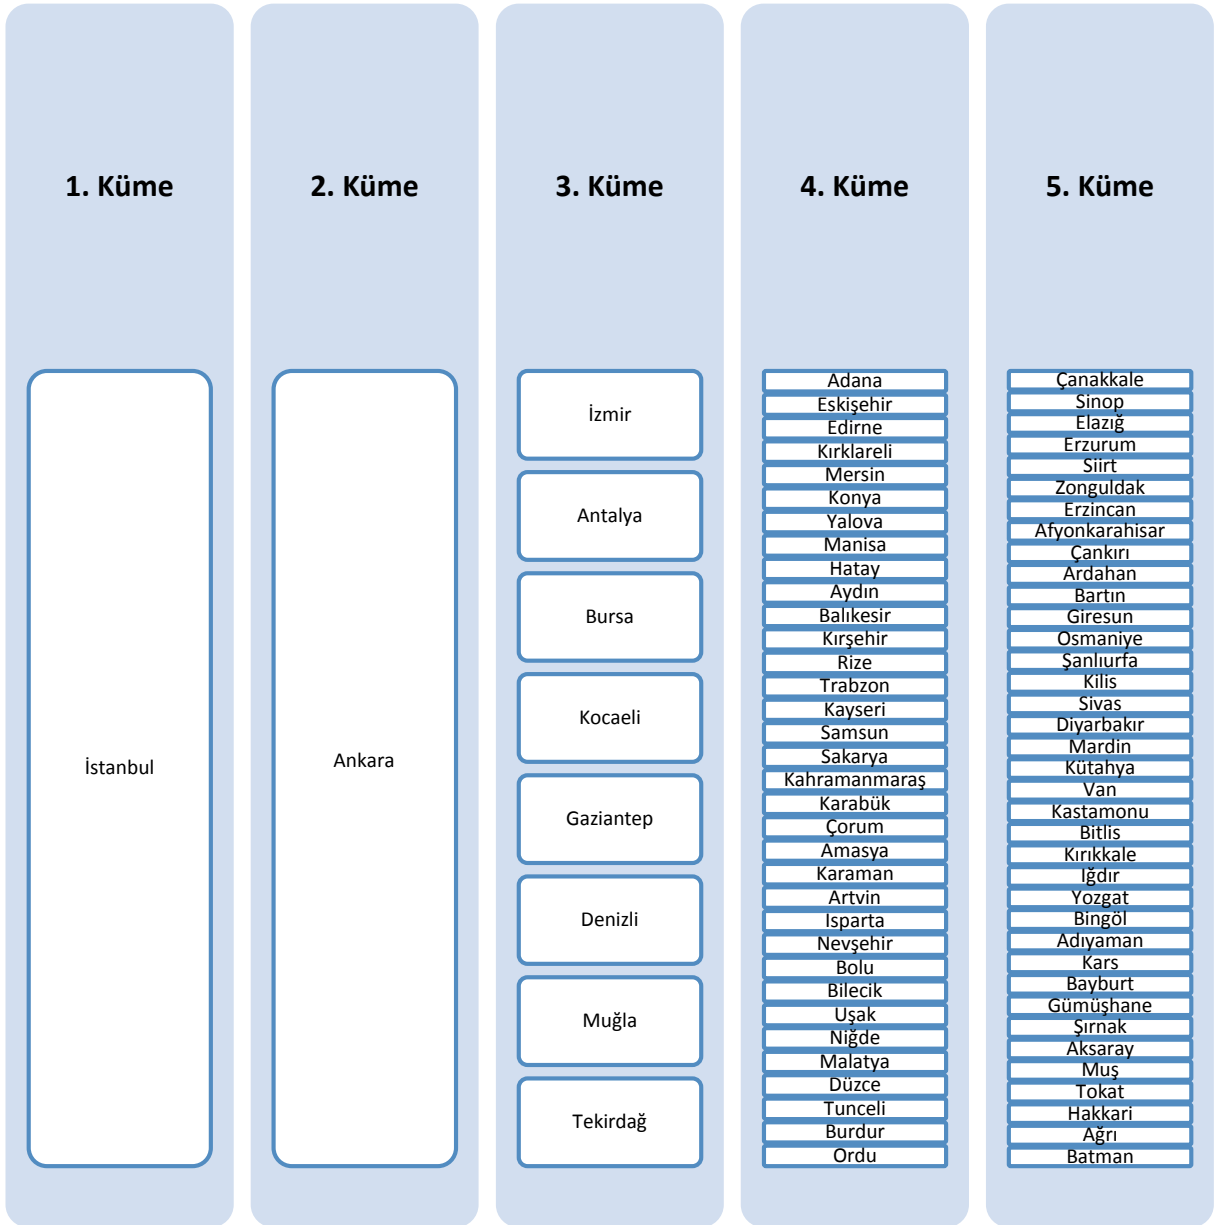 1. Küme
İstanbul
2. Küme
Ankara
3. Küme
İzmir
Antalya
Bursa
Kocaeli
Gaziantep
Denizli
Muğla
Tekirdağ
4. Küme
Adana
Eskişehir
Edirne
Kırklareli
Mersin
Konya
Yalova
Manisa
Hatay
Aydın
Balıkesir
Kırşehir
Rize
Trabzon
Kayseri
Samsun
Sakarya
Kahramanmaraş
Karabük
Çorum
Amasya
Karaman
Artvin
Isparta
Nevşehir
Bolu
Bilecik
Uşak
Niğde
Malatya
Düzce
Tunceli
Burdur
Ordu
5. Küme
Çanakkale
Sinop
Elazığ
Erzurum
Siirt
Zonguldak
Erzincan
Afyonkarahisar
Çankırı
Ardahan
Bartın
Giresun
Osmaniye
Şanlıurfa
Kilis
Sivas
Diyarbakır
Mardin
Kütahya
Van
Kastamonu
Bitlis
Kırıkkale
Iğdır
Yozgat
Bingöl
Adıyaman
Kars
Bayburt
Gümüşhane
Şırnak
Aksaray
Muş
Tokat
Hakkari
Ağrı
Batman